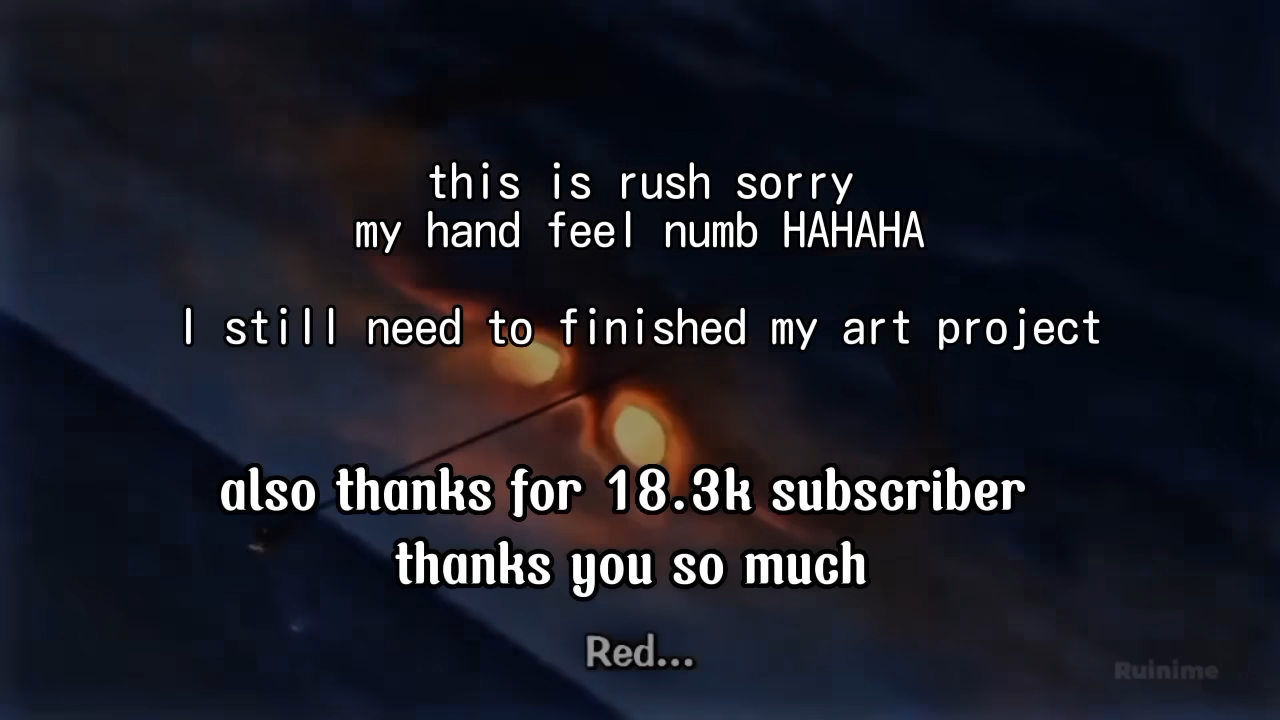 this is rush sorry
my hand feel numb HAHAHA
I still need to finished my art project
also thanks for 18.3k subscriber
thanks you so much
Red...
Ruinime